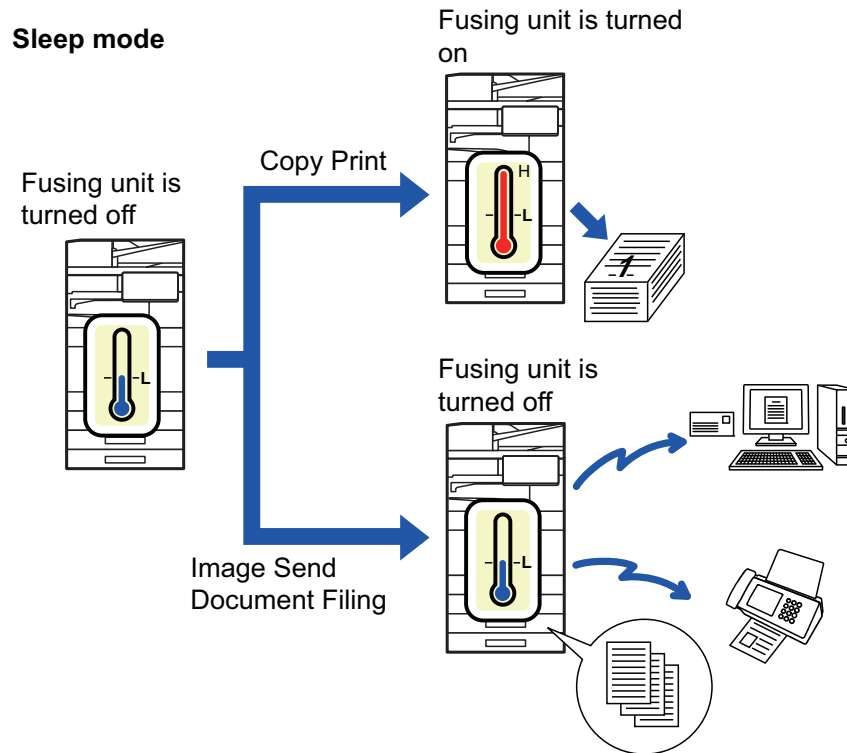 Sleep mode
Fusing unit is turned
on
H
L
Copy Print
1
Fusing unit is
turned off
L
Fusing unit is
turned off
L
Image Send
Document Filing